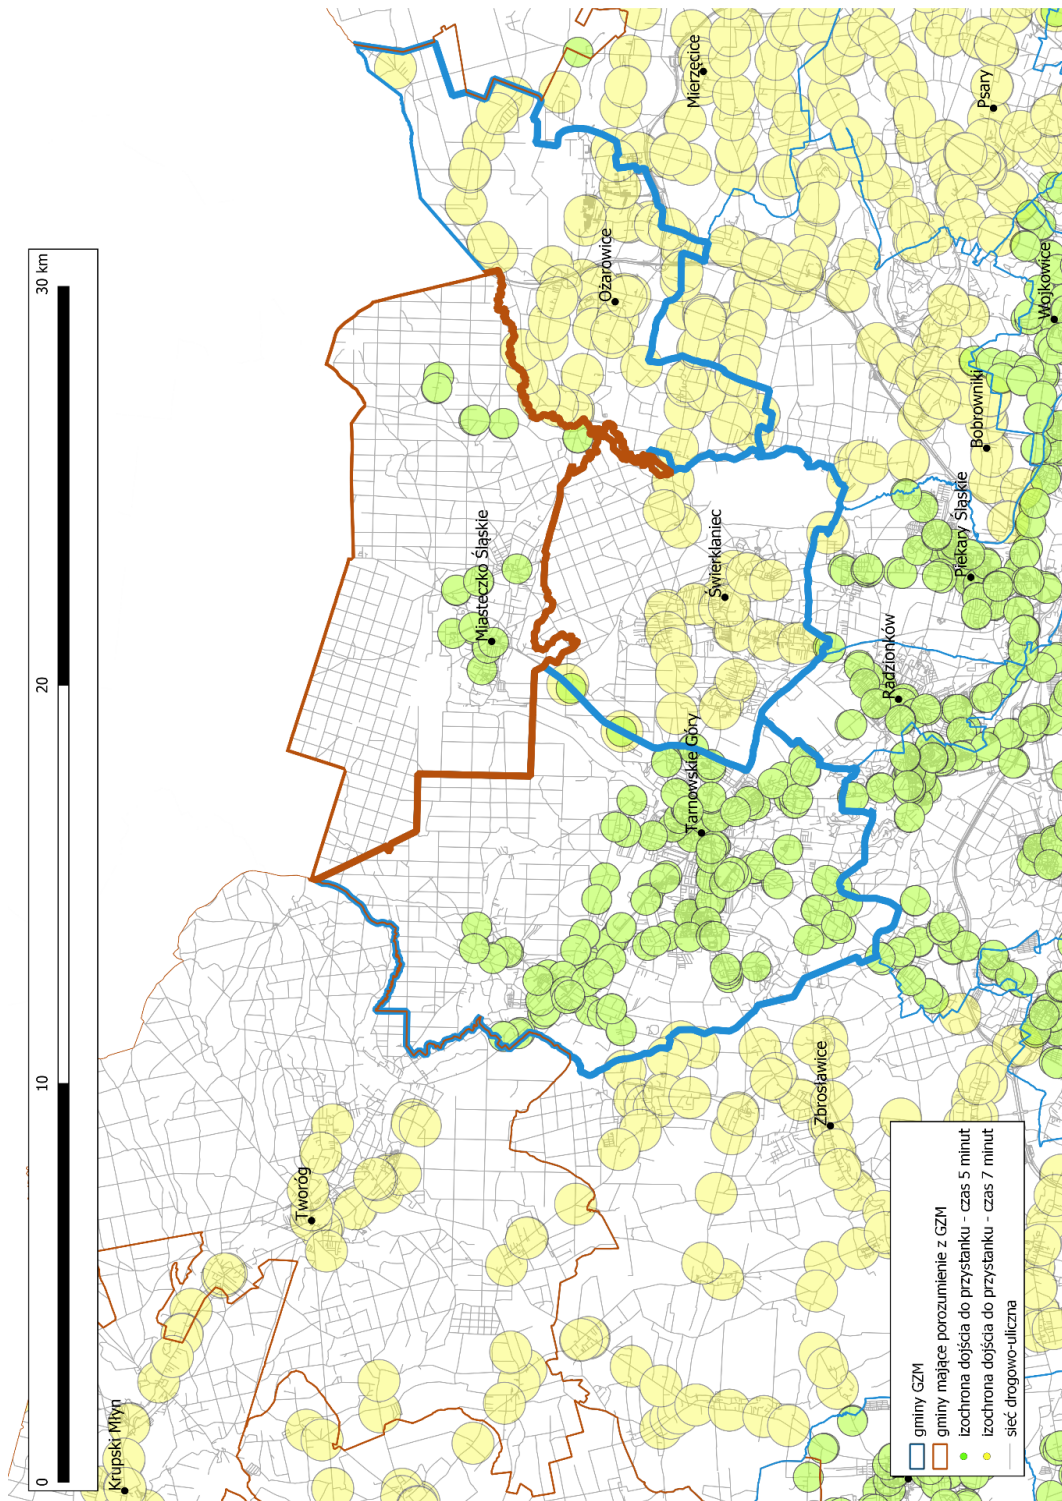 0
10
20
30 km
Krupski Młyn
Tworóg
Miasteczko Śląskie
Ożarowice
Mierzęcice
Psary
Świerklaniec
Tarnowskie Góry
Radzionków
Piekary Śląskie
Bobrowniki
Wojkowice
Zbrosławice
gminy GZM
gminy mające porozumienie z GZM
izochrona dojścia do przystanku - czas 5 minut
izochrona dojścia do przystanku - czas 7 minut
sieć drogowo-uliczna